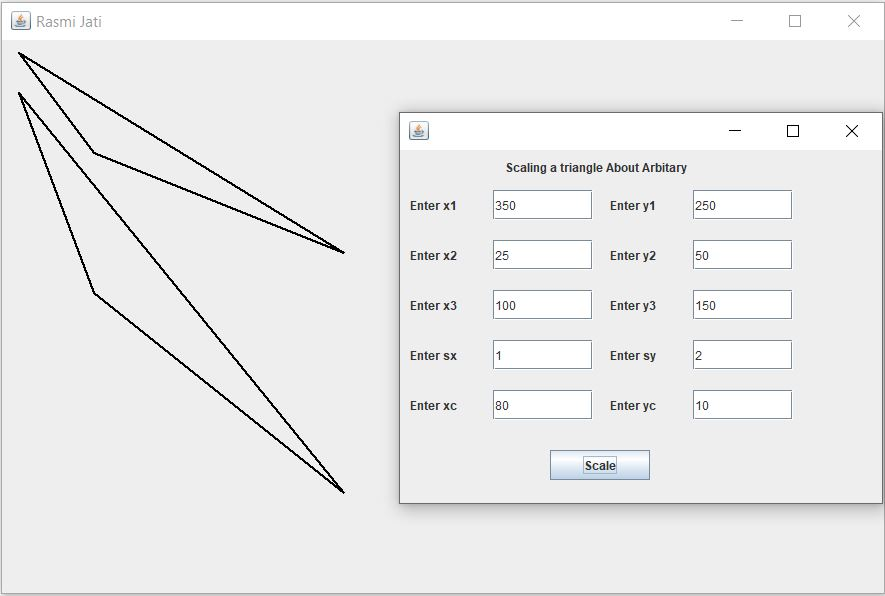 Rasmi Jati
Scaling a triangle About Arbitary
Enter x1 350 Enter y1 250
Enter x2 25 Enter y2 50
Enter x3 100 Enter y3 150
Enter sx 1 Enter sy 2
Enter xc 80 Enter yc 10
Scale